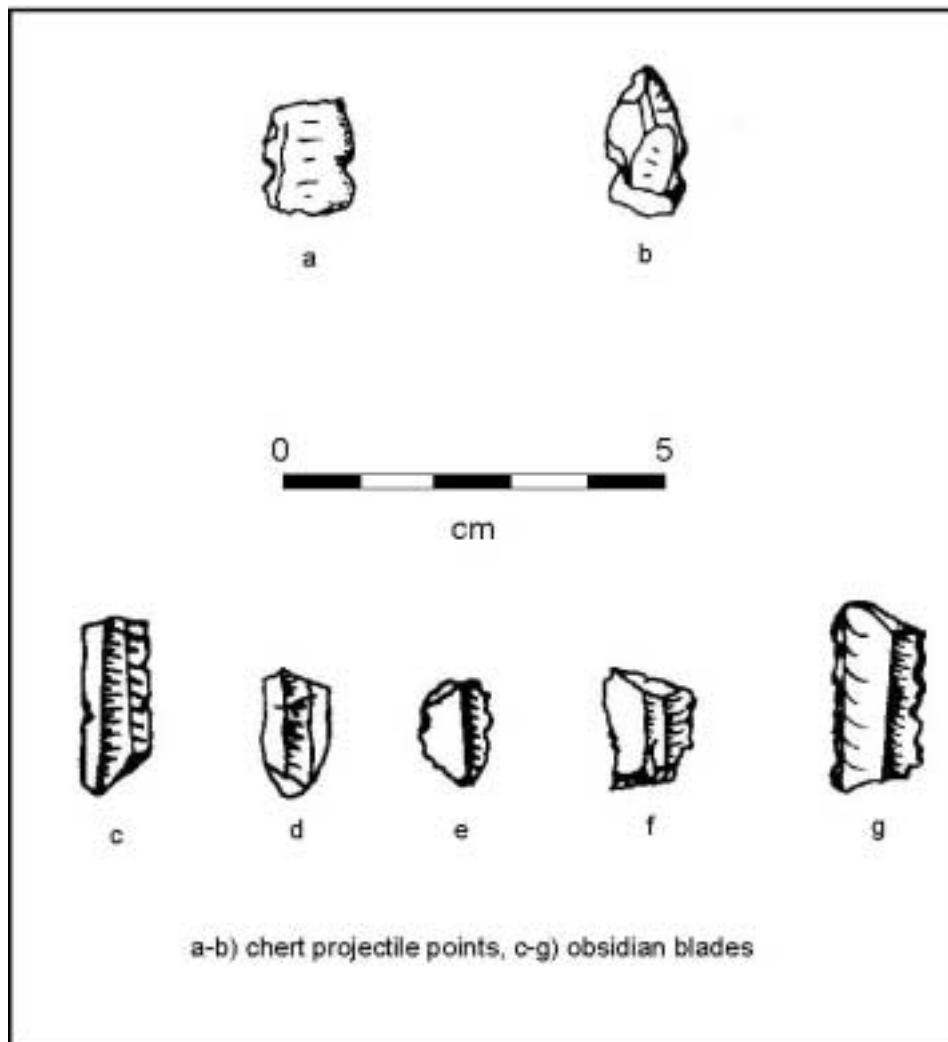 a b
0 5
cm
c d e f g
a-b) chert projectile points, c-g) obsidian blades